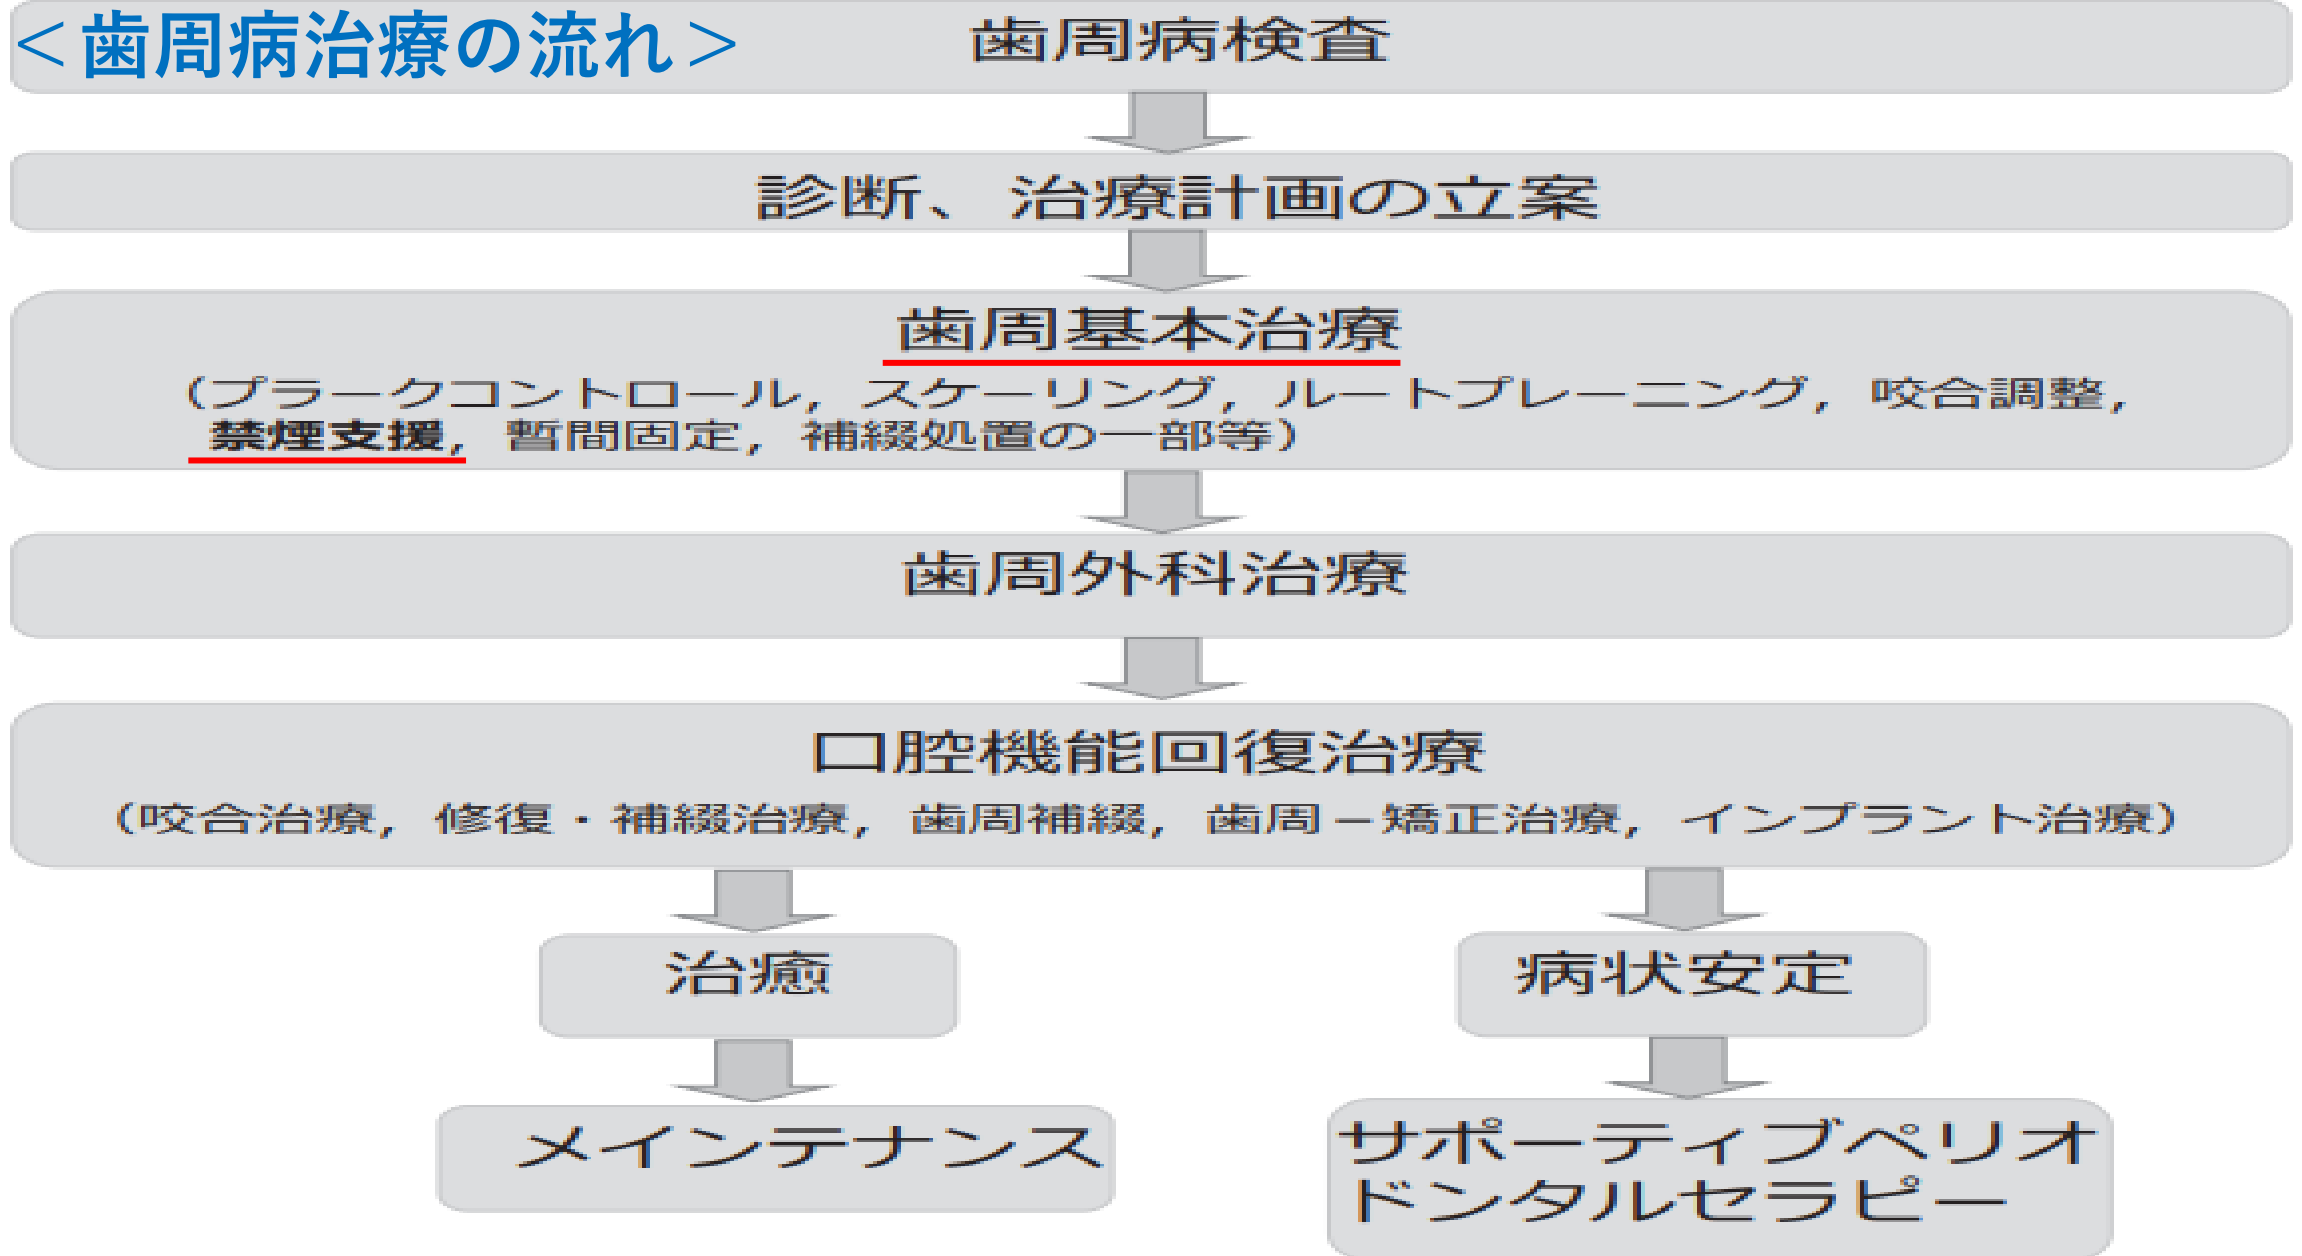 ＜歯周病治療の流れ＞
歯周病検査
診断、治療計画の立案
歯周基本治療
（プラークコントロール，スケーリング，ルートプレーニング，咬合調整，
禁煙支援，暫間固定，補綴処置の一部等）
歯周外科治療
口腔機能回復治療
（咬合治療，修復・補綴治療，歯周補綴，歯周－矯正治療，インプラント治療）
治癒
病状安定
メインテナンス
サポーティブペリオ
ドンタルセラピー